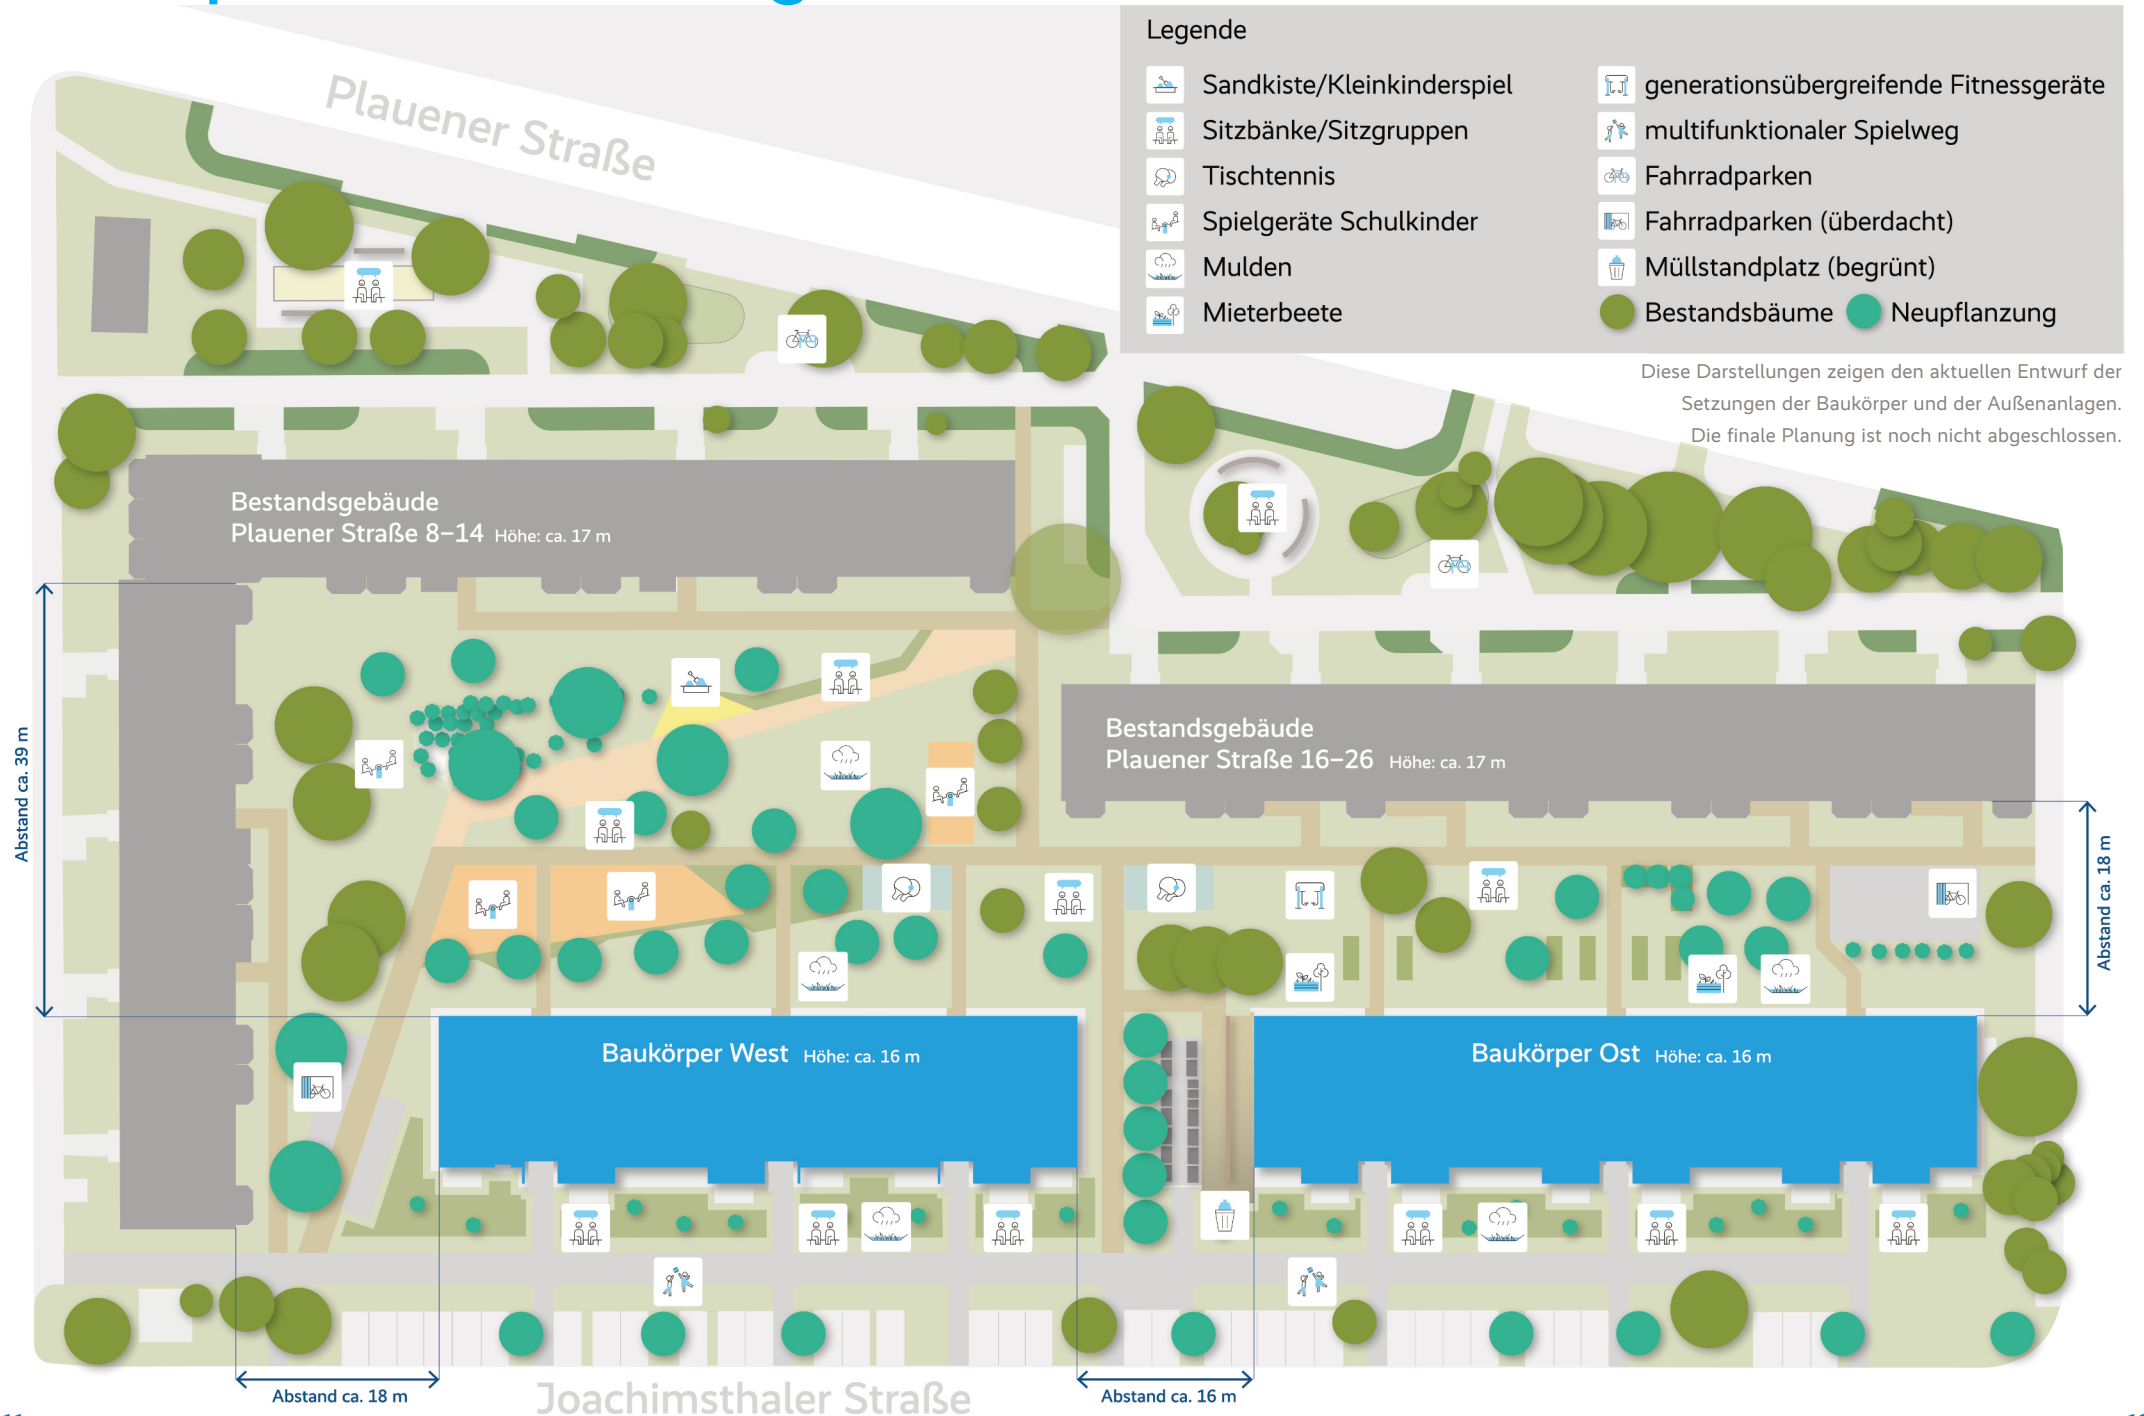 Plauener Straße
Legende
Sandkiste/Kleinkinderspiel
Sitzbänke/Sitzgruppen
Tischtennis
Spielgeräte Schulkinder
Mulden
Mieterbeete
generationsübergreifende Fitnessgeräte
multifunktionaler Spielweg
Fahrradparken
Fahrradparken (überdacht)
Müllstandplatz (begrünt)
Bestandsbäume
Neupflanzung
Diese Darstellungen zeigen den aktuellen Entwurf der
Setzungen der Baukörper und der Außenanlagen.
Die finale Planung ist noch nicht abgeschlossen.
Bestandsgebäude
Plauener Straße 8–14 Höhe: ca. 17 m
Bestandsgebäude
Plauener Straße 16–26 Höhe: ca. 17 m
Abstand ca. 39 m
Abstand ca. 18 m
Baukörper West Höhe: ca. 16 m
Baukörper Ost Höhe: ca. 16 m
Abstand ca. 18 m
Joachimsthaler Straße
Abstand ca. 16 m